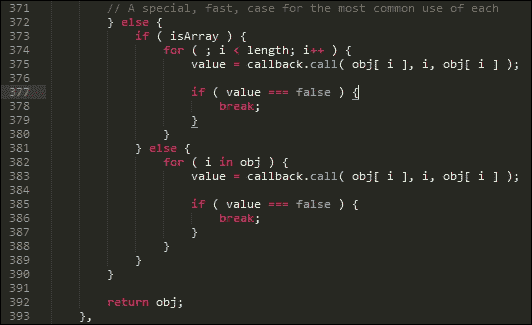 371 // A special, fast, case for the most common use of each
372 } else {
373 if ( isArray ) {
374 for ( ; i < length; i++ ) {
375 value = callback.call( obj[ i ], i, obj[ i ] );
376
377 if ( value === false ) {
378 break;
379 }
380 }
381 } else {
382 for ( i in obj ) {
383 value = callback.call( obj[ i ], i, obj[ i ] );
384
385 if ( value === false ) {
386 break;
387 }
388 }
389 }
390 }
391
392 return obj;
393 },